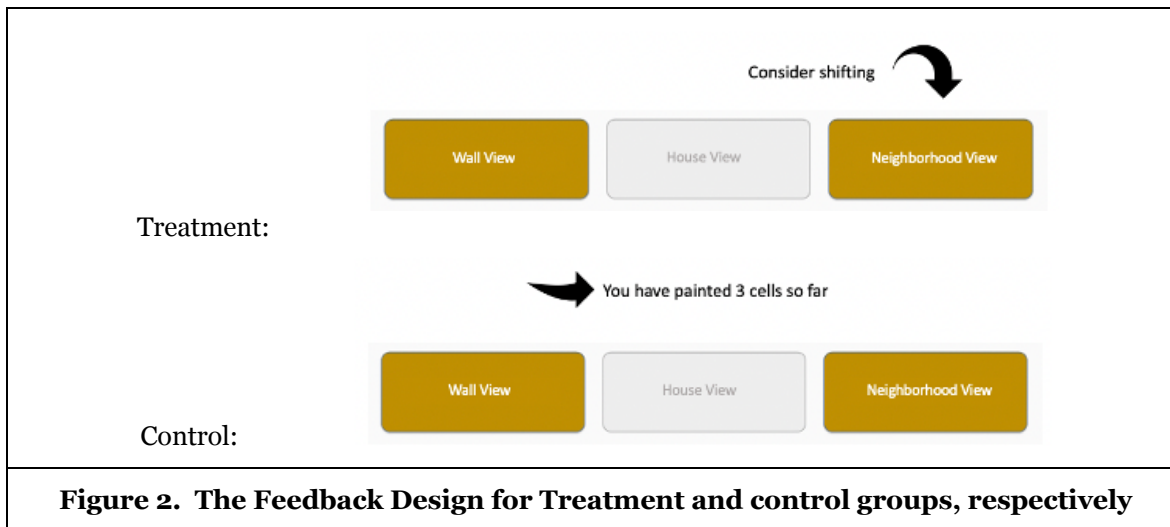 Consider shifting
Wall View House View Neighborhood View
Treatment:
You have painted 3 cells so far
Wall View House View Neighborhood View
Control:
Figure 2. The Feedback Design for Treatment and control groups, respectively